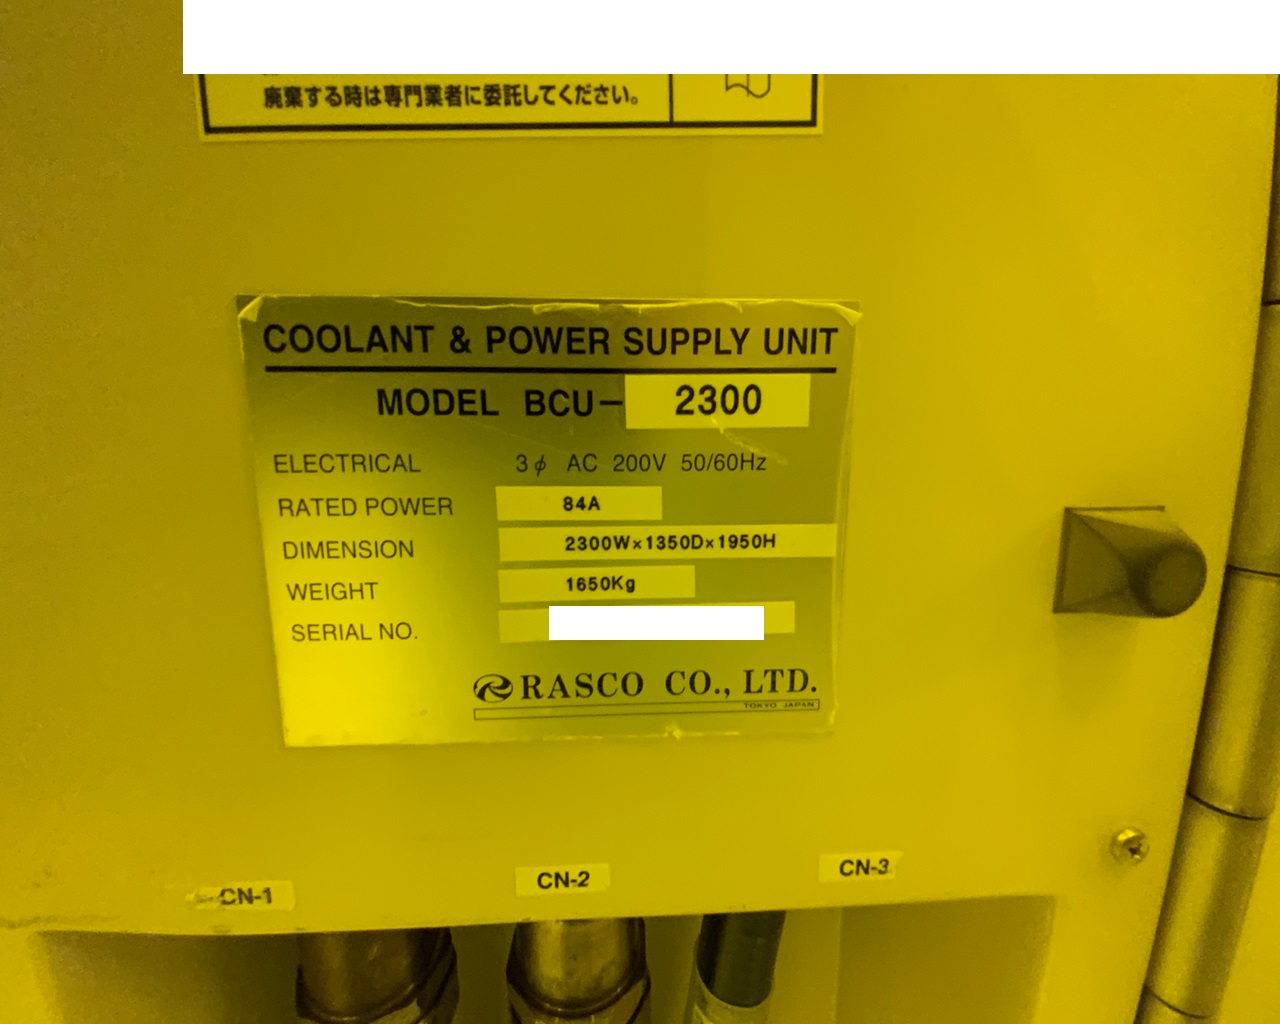 廃棄する時は専門業者に委託してください。
COOLANT & POWER SUPPLY UNIT
MODEL BCU- 2300
ELECTRICAL 3φ AC 200V 50/60Hz
RATED POWER 84A
DIMENSION 2300W×1350D×1950H
WEIGHT 1650Kg
SERIAL NO.
RASCO CO., LTD.
TOKYO JAPAN
CN-1 CN-2 CN-3